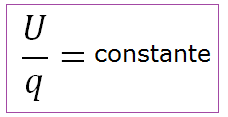 U/q = constante